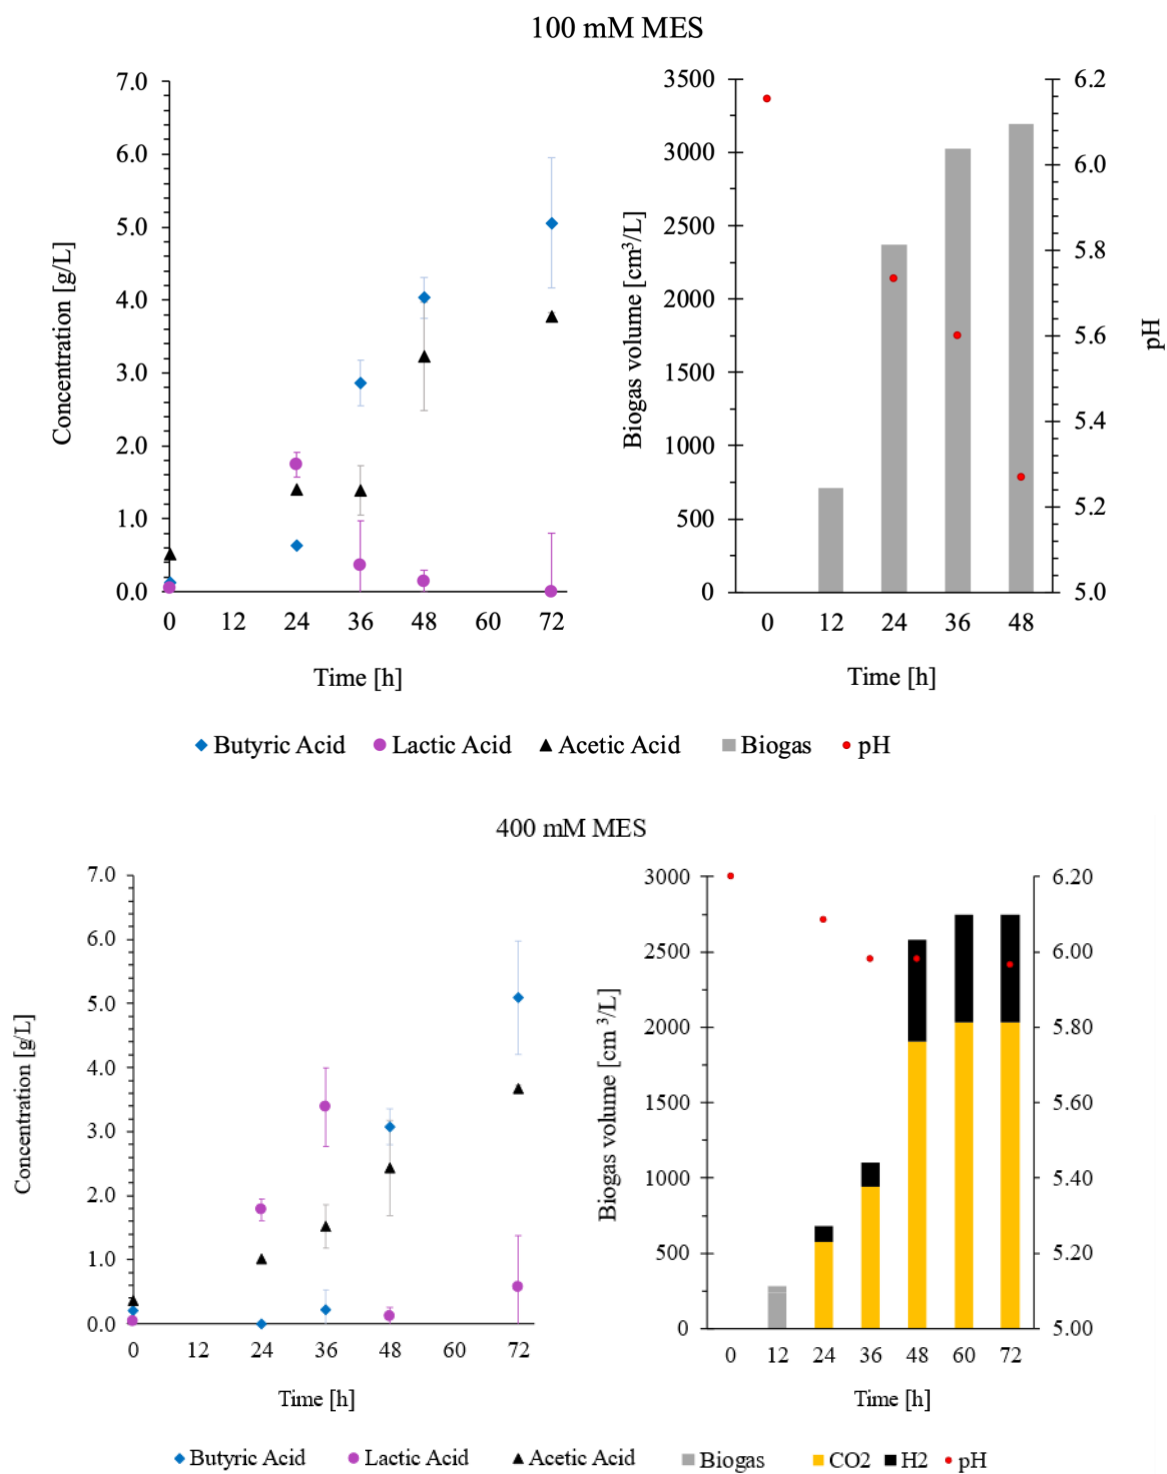 100 mM MES
7.0
6.0
5.0
4.0
3.0
2.0
1.0
0.0
Concentration [g/L]
0 12 24 36 48 60 72
Time [h]
3500
3000
2500
2000
1500
1000
500
0
Biogas volume [cm³/L]
6.2
6.0
5.8
5.6
5.4
5.2
5.0
pH
0 12 24 36 48
Time [h]
Butyric Acid Lactic Acid Acetic Acid Biogas pH
400 mM MES
7.0
6.0
5.0
4.0
3.0
2.0
1.0
0.0
Concentration [g/L]
0 12 24 36 48 60 72
Time [h]
3000
2500
2000
1500
1000
500
0
Biogas volume [cm ³/L]
6.20
6.00
5.80
5.60
5.40
5.20
5.00
0 12 24 36 48 60 72
Time [h]
Butyric Acid Lactic Acid Acetic Acid Biogas CO2 H2 pH